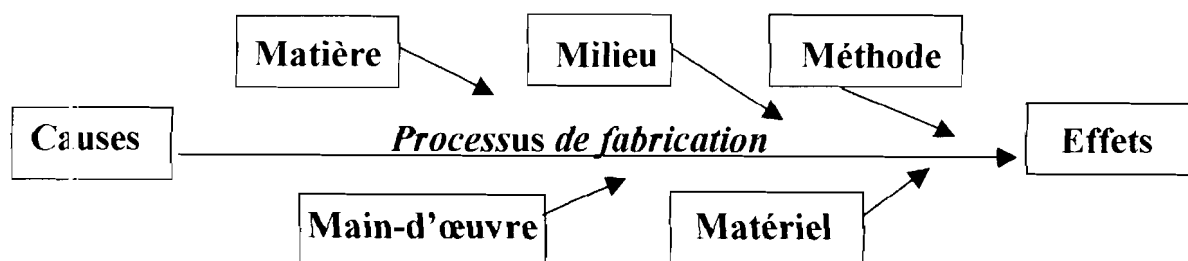 Matière
Milieu
Méthode
Causes
Processus de fabrication
Effets
Main-d'œuvre
Matériel